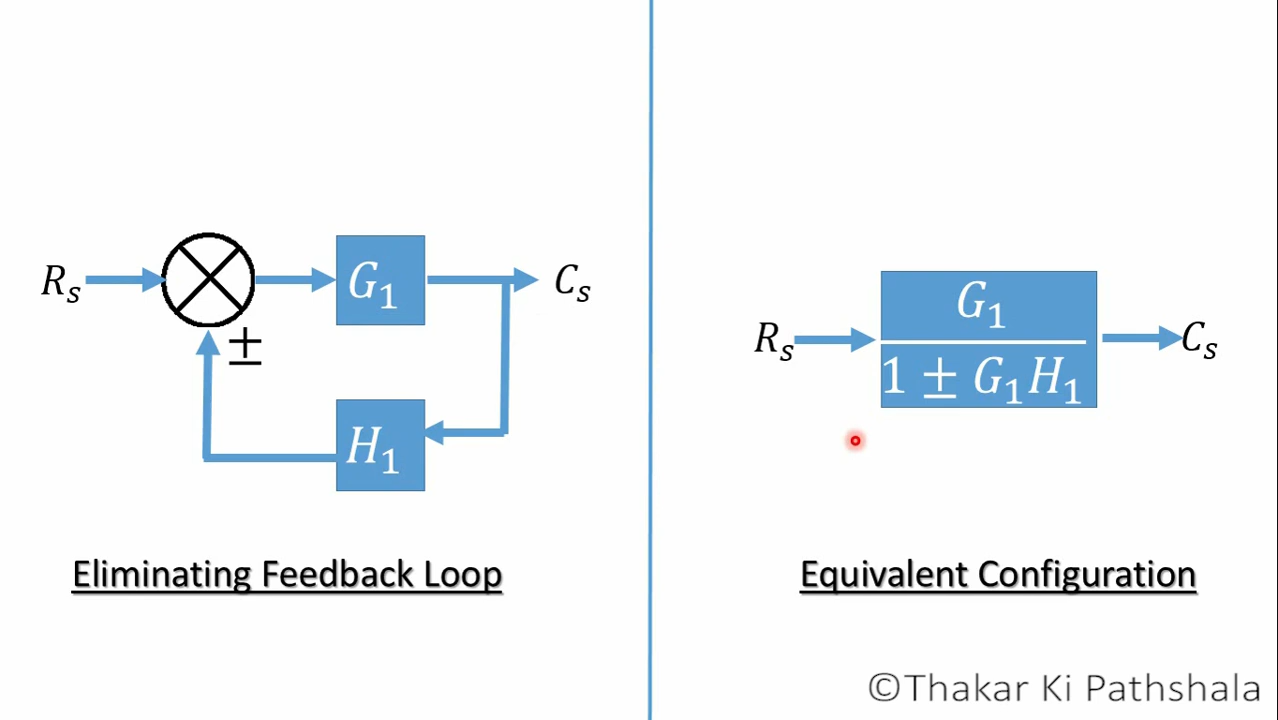 R_s
G_1
C_s
±
H_1
Eliminating Feedback Loop
R_s
G_1
1 ± G_1H_1
C_s
Equivalent Configuration
©Thakar Ki Pathshala